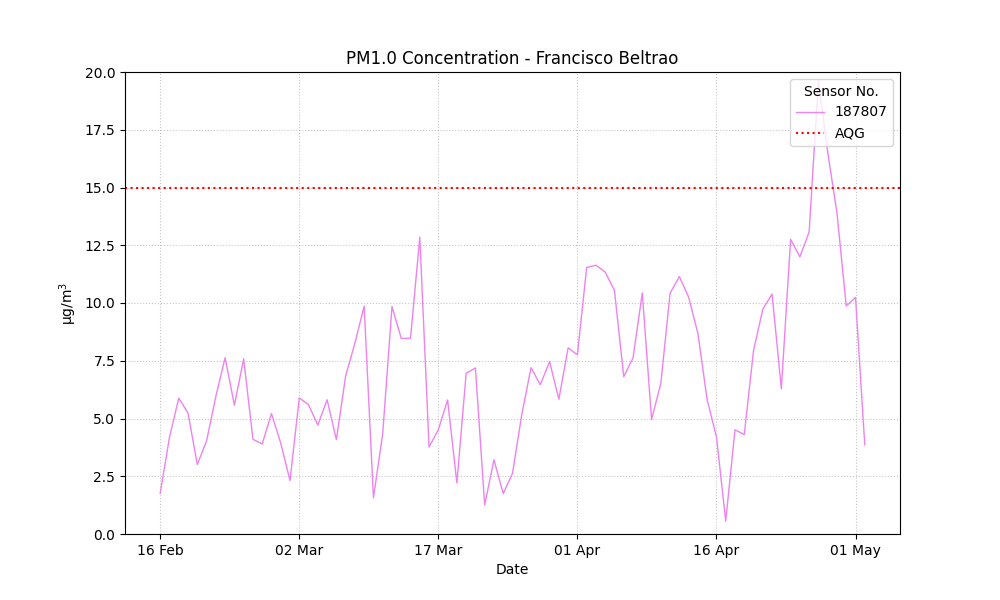 PM1.0 Concentration - Francisco Beltrao
Sensor No.
187807
AQG
20.0
17.5
15.0
12.5
10.0
7.5
5.0
2.5
0.0
µg/m³
16 Feb
02 Mar
17 Mar
01 Apr
16 Apr
01 May
Date